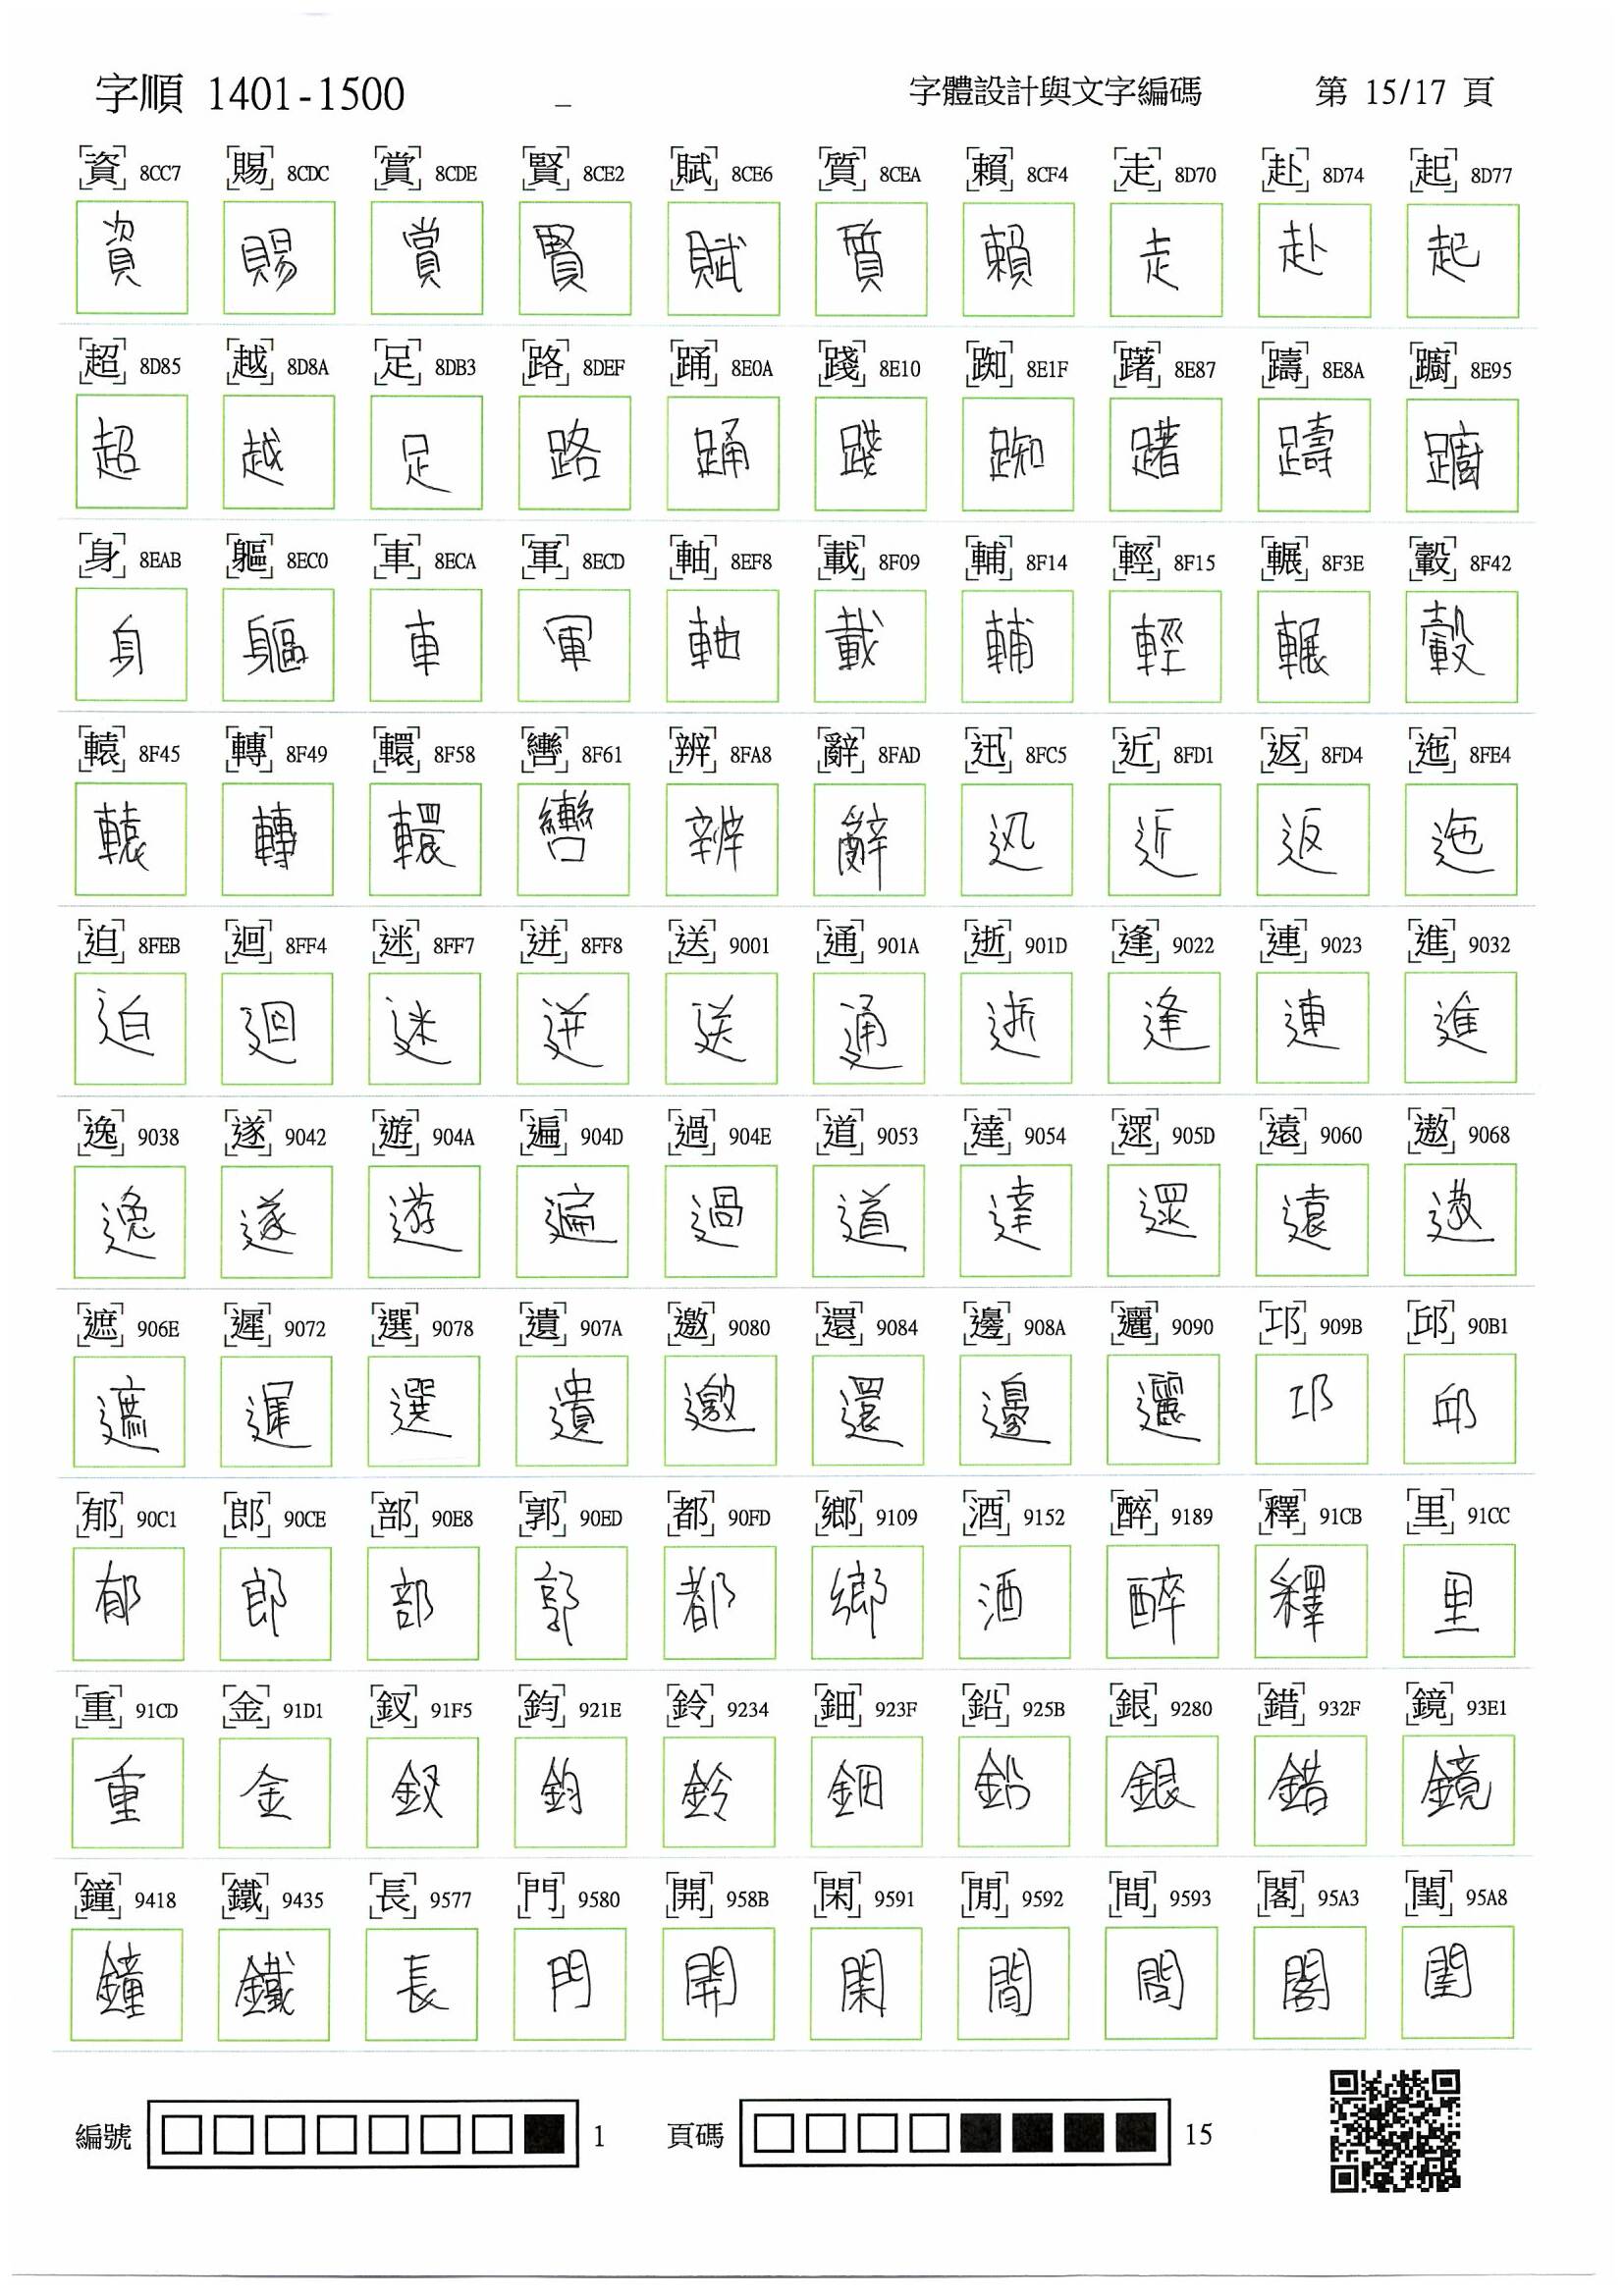 字順 1401-1500 _ 字體設計與文字編碼 第 15/17 頁
資 8CC7 賜 8CDC 賞 8CDE 賢 8CE2 賦 8CE6 質 8CEA 賴 8CF4 走 8D70 赴 8D74 起 8D77
資 賜 賞 賢 賦 質 賴 走 赴 起
超 8D85 越 8D8A 足 8DB3 路 8DEF 踊 8E0A 踐 8E10 踟 8E1F 躇 8E87 躊 8E8A 躕 8E95
超 越 足 路 踊 踐 踟 躇 躊 躕
身 8EAB 軀 8EC0 車 8ECA 軍 8ECD 軸 8EF8 載 8F09 輔 8F14 輕 8F15 輾 8F3E 轂 8F42
身 軀 車 軍 軸 載 輔 輕 輾 轂
轅 8F45 轉 8F49 轘 8F58 轡 8F61 辨 8FA8 辭 8FAD 迅 8FC5 近 8FD1 返 8FD4 迤 8FE4
轅 轉 轘 轡 辨 辭 迅 近 返 迤
迫 8FEB 迴 8FF4 迷 8FF7 迸 8FF8 送 9001 通 901A 逝 901D 逢 9022 連 9023 進 9032
迫 迴 迷 迸 送 通 逝 逢 連 進
逸 9038 遂 9042 遊 904A 遍 904D 過 904E 道 9053 達 9054 遝 905D 遠 9060 遨 9068
逸 遂 遊 遍 過 道 達 遝 遠 遨
遮 906E 遲 9072 選 9078 遺 907A 邀 9080 還 9084 邊 908A 邐 9090 邛 909B 邱 90B1
遮 遲 選 遺 邀 還 邊 邐 邛 邱
郁 90C1 郎 90CE 部 90E8 郭 90ED 都 90FD 鄉 9109 酒 9152 醉 9189 釋 91CB 里 91CC
郁 郎 部 郭 都 鄉 酒 醉 釋 里
重 91CD 金 91D1 釵 91F5 鈞 921E 鈴 9234 鈿 923F 鉛 925B 銀 9280 錯 932F 鏡 93E1
重 金 釵 鈞 鈴 鈿 鉛 銀 錯 鏡
鐘 9418 鐵 9435 長 9577 門 9580 開 958B 閑 9591 閒 9592 間 9593 閣 95A3 閨 95A8
鐘 鐵 長 門 開 閑 閒 間 閣 閨
編號 1 頁碼 15